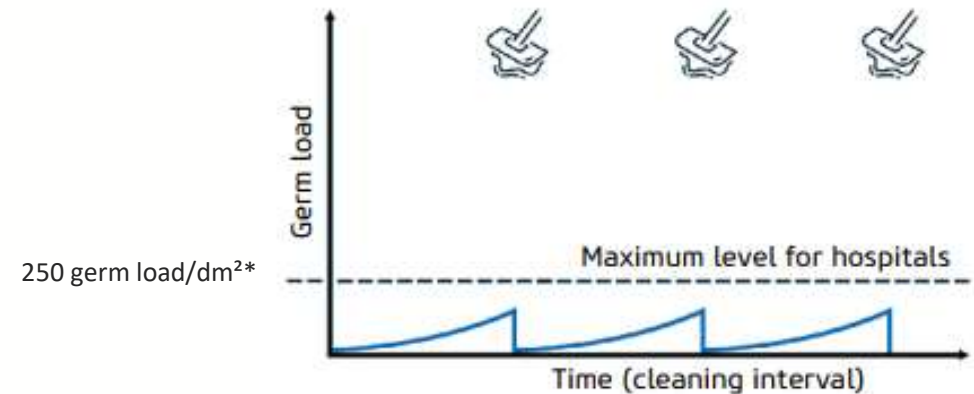 Germ load
Maximum level for hospitals
250 germ load/dm²*
Time (cleaning interval)